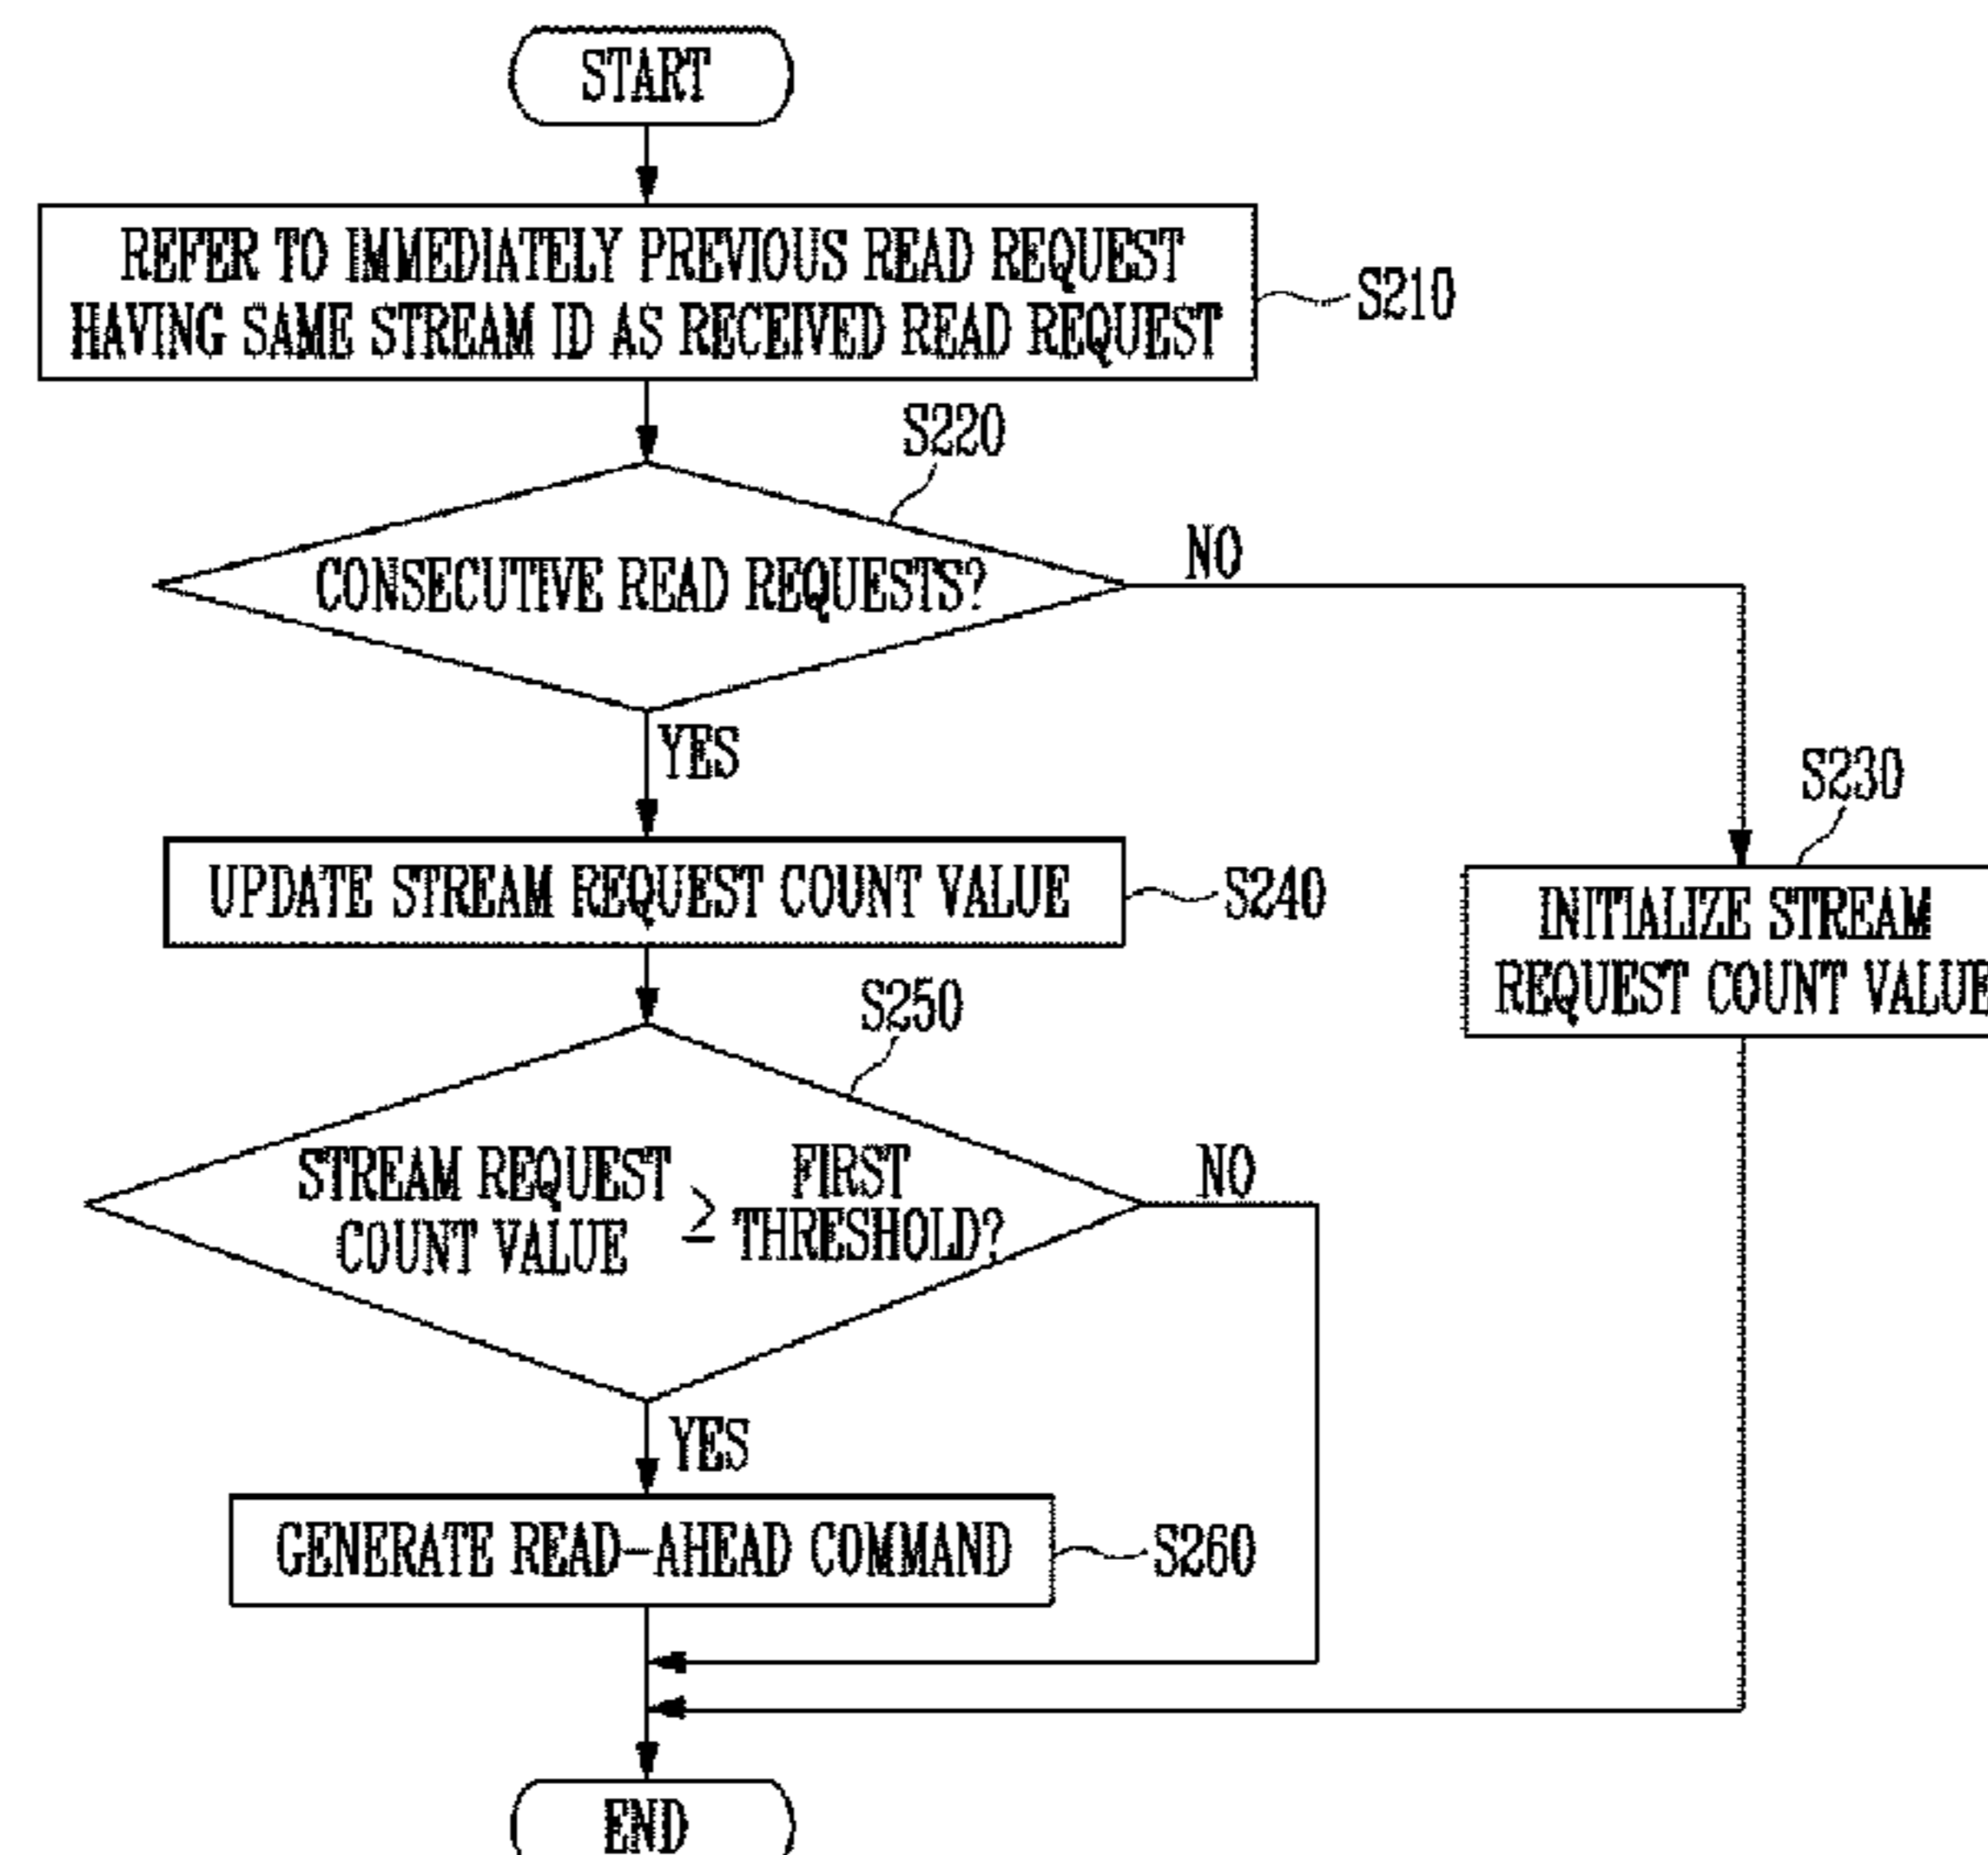 START
REFER TO IMMEDIATELY PREVIOUS READ REQUEST
HAVING SAME STREAM ID AS RECEIVED READ REQUEST
S210
S220
CONSECUTIVE READ REQUESTS?
NO
YES
S230
INITIALIZE STREAM
REQUEST COUNT VALUE
UPDATE STREAM REQUEST COUNT VALUE
S240
S250
STREAM REQUEST
COUNT VALUE
≥
FIRST
THRESHOLD?
NO
YES
GENERATE READ-AHEAD COMMAND
S260
END